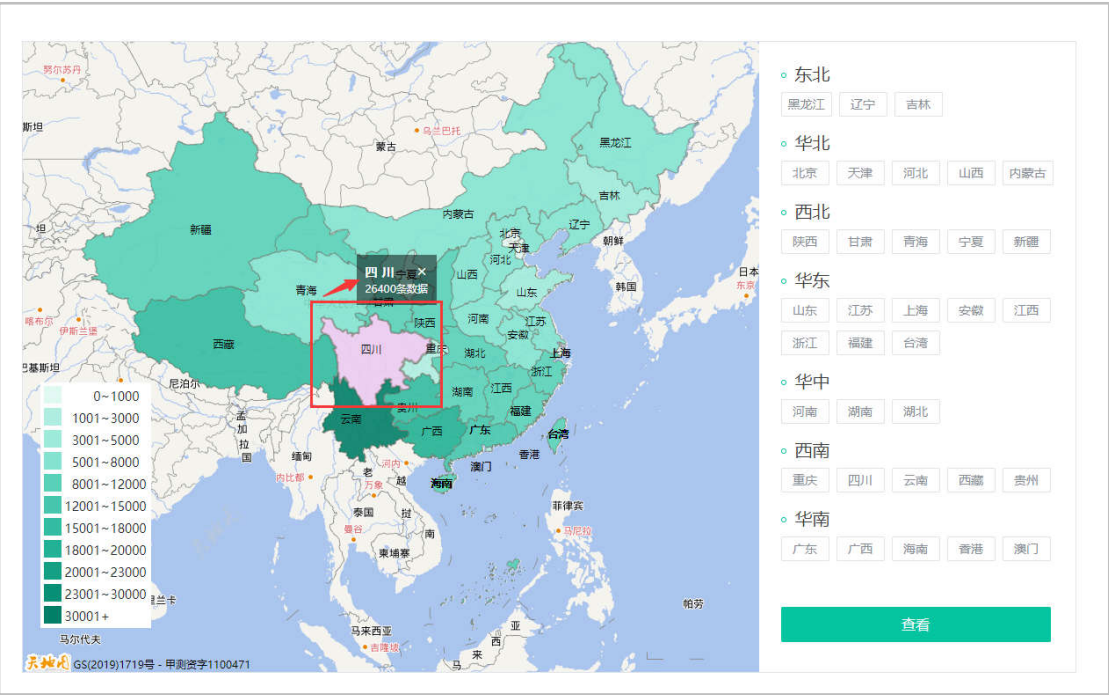 努尔苏丹
斯坦
乌兰巴托
蒙古
黑龙江
吉林
内蒙古
辽宁
新疆
坦
北京
天津
朝鲜
河北
四 川 ×
26400条数据
宁夏
山西
日本
东京
青海
山东
韩国
甘肃
喀布尔
伊斯兰堡
陕西
河南
江苏
安徽
西藏
四川
重庆
湖北
上海
巴基斯坦
浙江
尼泊尔
湖南
江西
孟
加
拉
国
云南
贵州
福建
广西
广东
台湾
缅甸
香港
河内
澳门
内比都
老
越
万象
海南
泰国
挝
菲律宾
曼谷
南
马尼拉
柬埔寨
0~1000
1001~3000
3001~5000
5001~8000
8001~12000
12001~15000
15001~18000
18001~20000
20001~23000
23001~30000
30001+
里兰卡
帕劳
马来西亚
亚
马尔代夫
西
吉隆坡
来
马
天地图 GS(2019)1719号 - 甲测资字1100471
东北
黑龙江 辽宁 吉林
华北
北京 天津 河北 山西 内蒙古
西北
陕西 甘肃 青海 宁夏 新疆
华东
山东 江苏 上海 安徽 江西
浙江 福建 台湾
华中
河南 湖南 湖北
西南
重庆 四川 云南 西藏 贵州
华南
广东 广西 海南 香港 澳门
查看